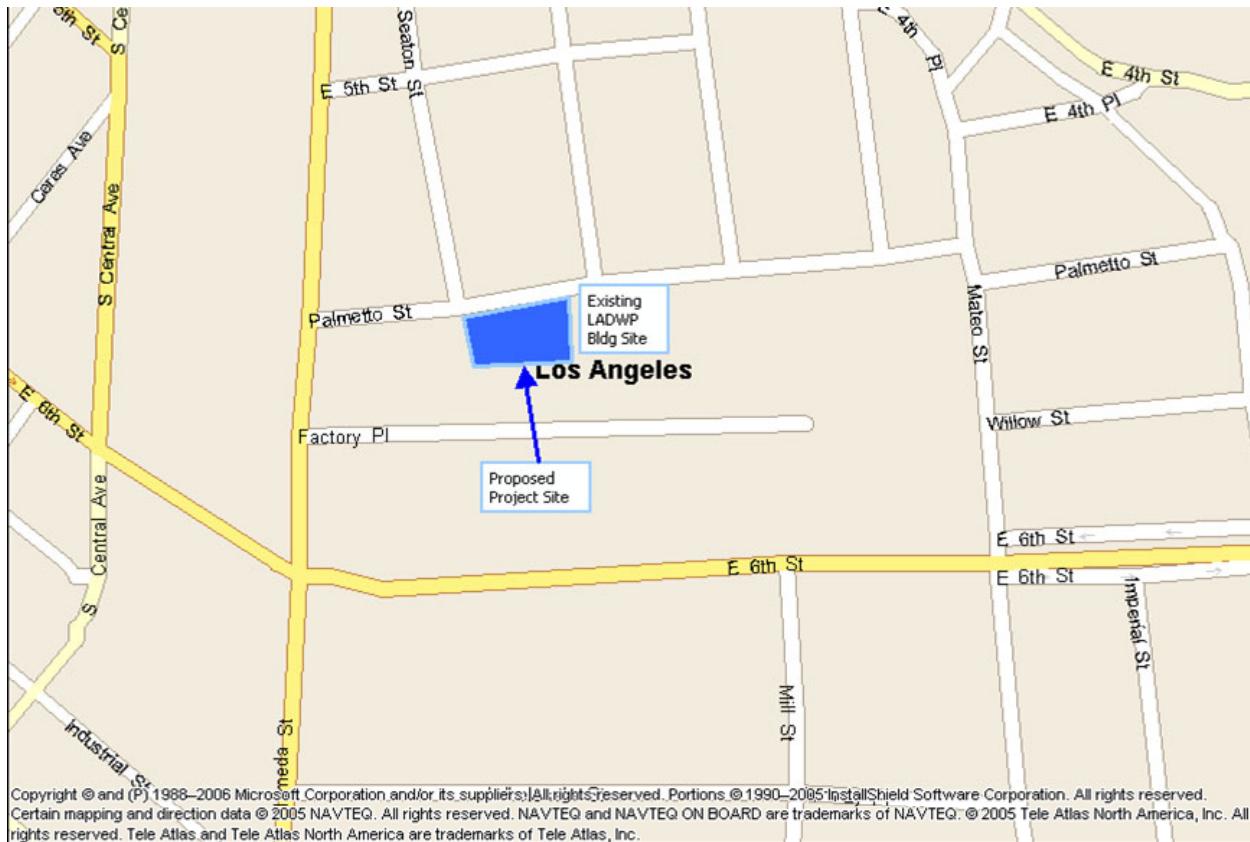 6th St
S Ce
Seaton St
E 4th Pl
E 4th St
E 5th St
E 4th Pl
Ceres Ave
S Central Ave
Palmetto St
Existing
LADWP
Bldg Site
Palmetto St
Mateo St
Los Angeles
E 6th St
Factory Pl
Willow St
Proposed
Project Site
S Central Ave
E 6th St
E 6th St
E 6th St
Imperial St
Mill St
Industrial St
meda St
Copyright © and (P) 1988–2006 Microsoft Corporation and/or its suppliers. All rights reserved. Portions © 1990–2005 InstallShield Software Corporation. All rights reserved.
Certain mapping and direction data © 2005 NAVTEQ. All rights reserved. NAVTEQ and NAVTEQ ON BOARD are trademarks of NAVTEQ. © 2005 Tele Atlas North America, Inc. All
rights reserved. Tele Atlas and Tele Atlas North America are trademarks of Tele Atlas, Inc.